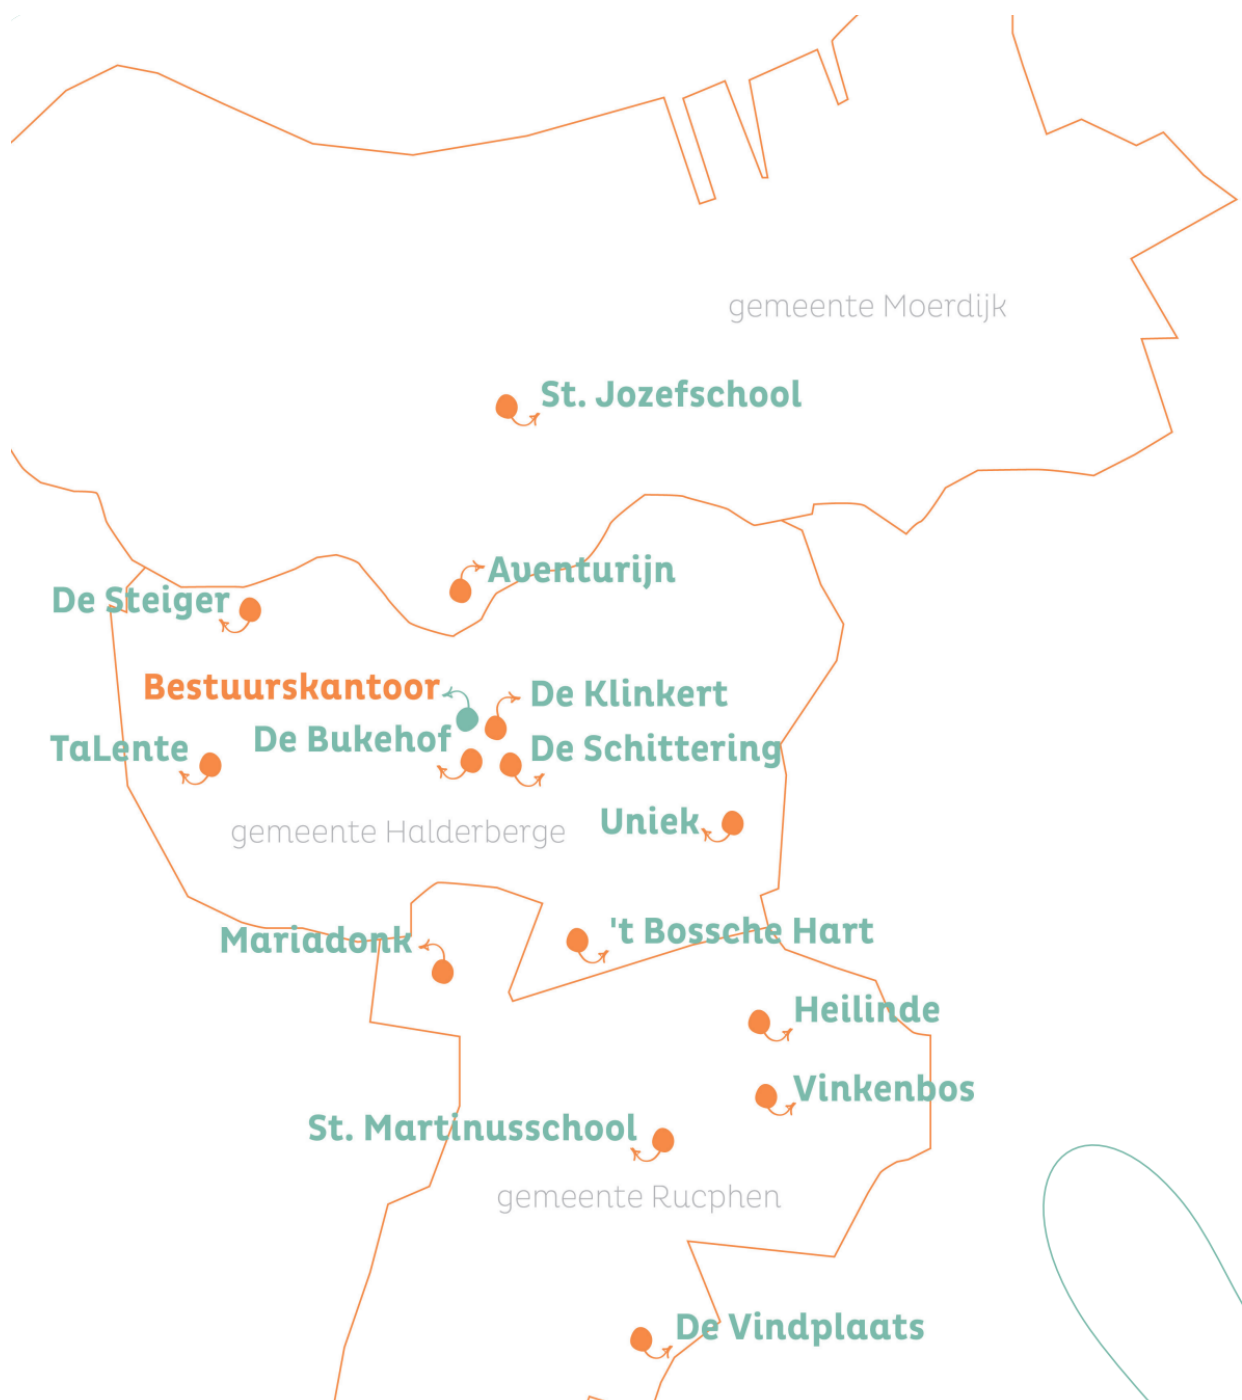 gemeente Moerdijk
St. Jozefschool
Aventurijn
De Steiger
Bestuurskantoor
De Klinkert
De Bukehof
De Schittering
TaLente
Uniek
gemeente Halderberge
't Bossche Hart
Mariadonk
Heilinde
Vinkenbos
St. Martinusschool
gemeente Rucphen
De Vindplaats